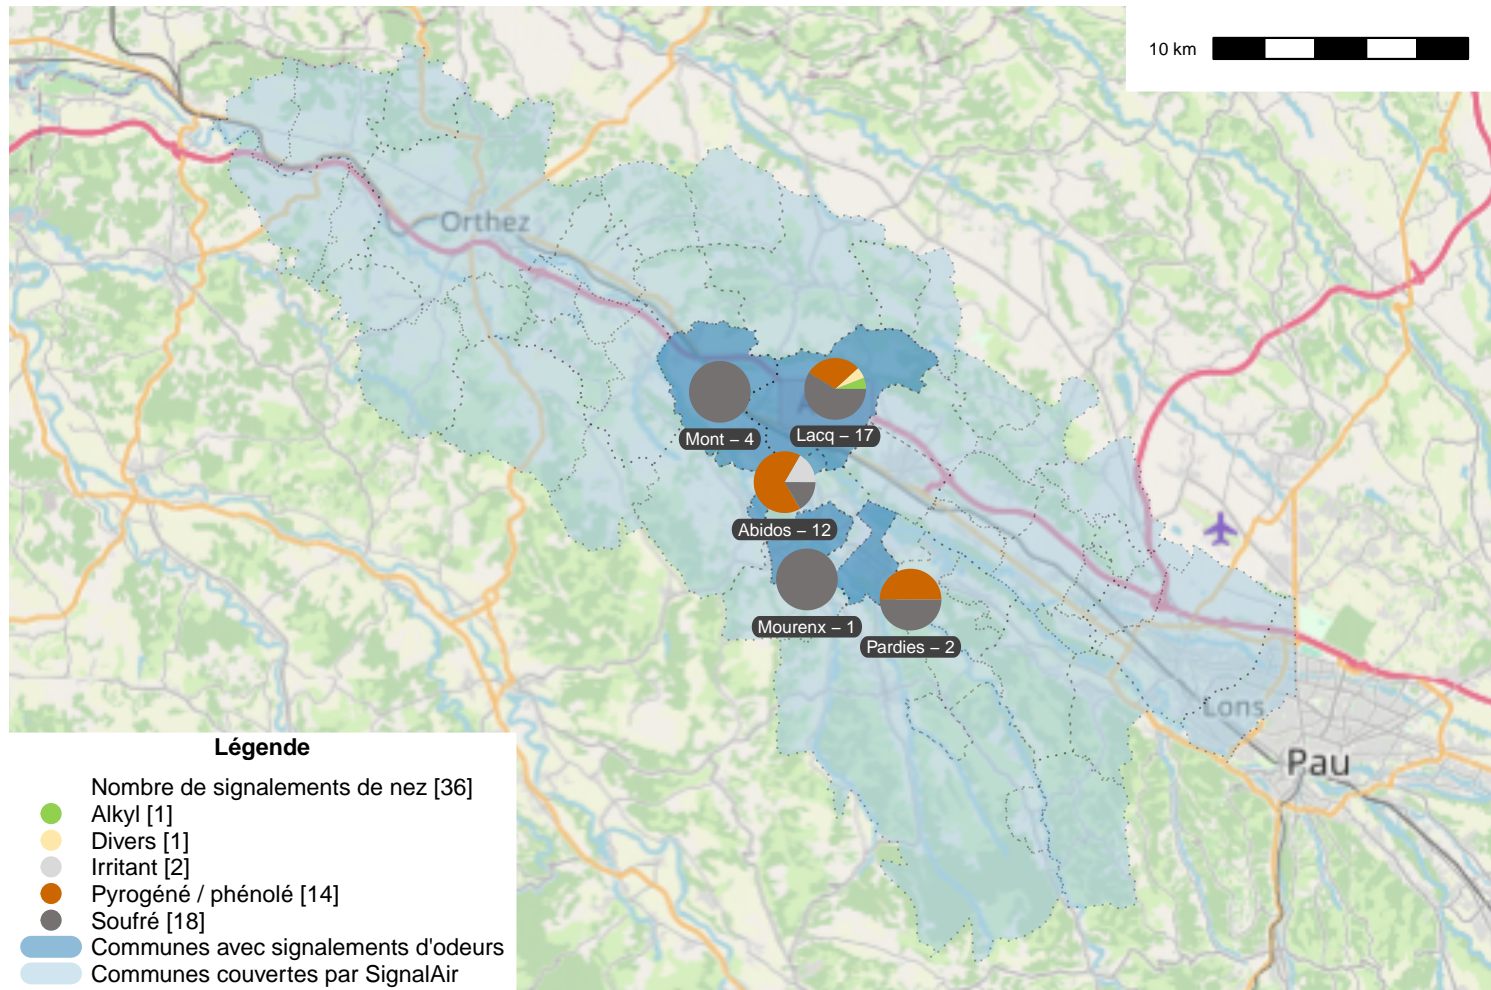 10 km
Orthez
Mont – 4
Lacq – 17
Abidos – 12
Mourenx – 1
Pardies – 2
Lons
Pau
Légende
Nombre de signalements de nez [36]
Alkyl [1]
Divers [1]
Irritant [2]
Pyrogéné / phénolé [14]
Soufré [18]
Communes avec signalements d'odeurs
Communes couvertes par SignalAir